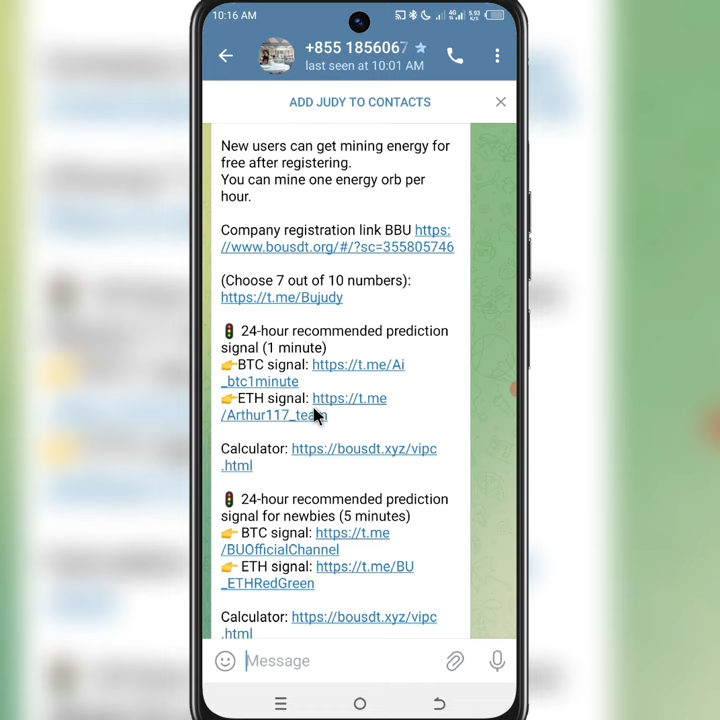 10:16 AM
+855 1856067
last seen at 10:01 AM
ADD JUDY TO CONTACTS
New users can get mining energy for
free after registering.
You can mine one energy orb per
hour.
Company registration link BBU https:
//www.bousdt.org/#/?sc=355805746
(Choose 7 out of 10 numbers):
https://t.me/Bujudy
🚦 24-hour recommended prediction
signal (1 minute)
👉BTC signal: https://t.me/Ai
_btc1minute
👉ETH signal: https://t.me
/Arthur117_team
Calculator: https://bousdt.xyz/vipc
.html
🚦 24-hour recommended prediction
signal for newbies (5 minutes)
👉 BTC signal: https://t.me
/BUOfficialChannel
👉 ETH signal: https://t.me/BU
_ETHRedGreen
Calculator: https://bousdt.xyz/vipc
.html
Message